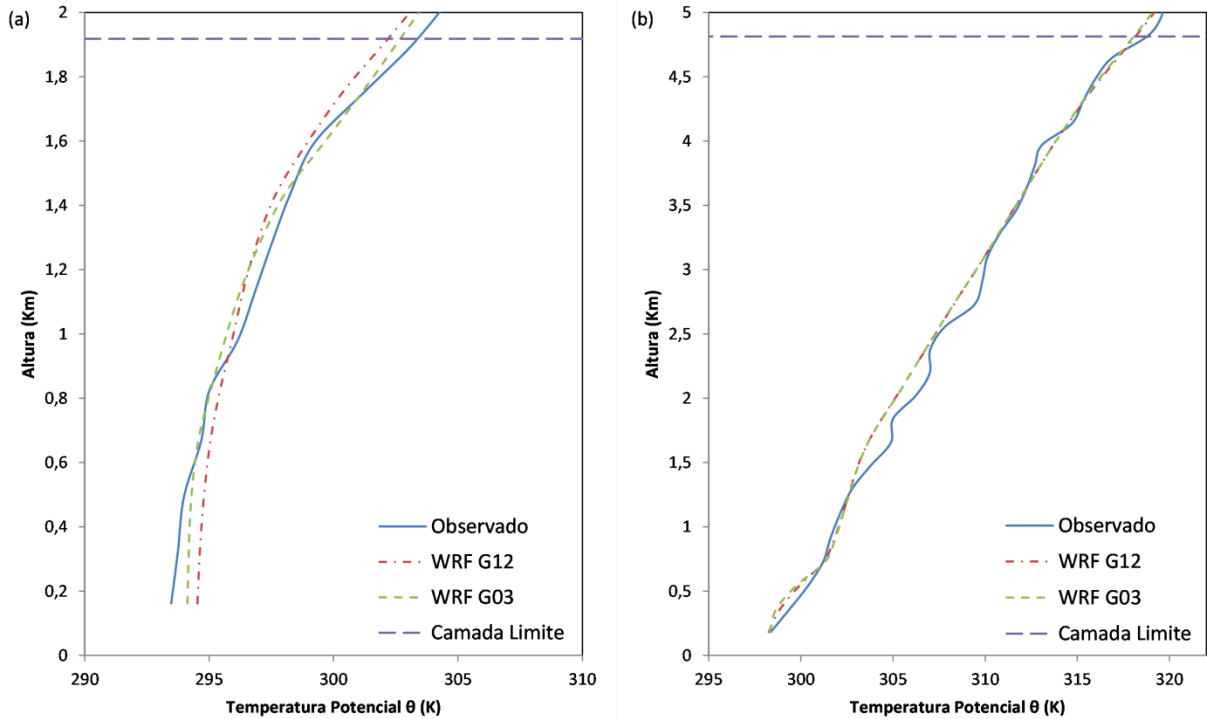 (a)
Altura (Km)
2
1,8
1,6
1,4
1,2
1
0,8
0,6
0,4
0,2
0
290
295
300
305
310
Temperatura Potencial θ (K)
Observado
WRF G12
WRF G03
Camada Limite
(b)
Altura (Km)
5
4,5
4
3,5
3
2,5
2
1,5
1
0,5
0
295
300
305
310
315
320
Temperatura Potencial θ (K)
Observado
WRF G12
WRF G03
Camada Limite